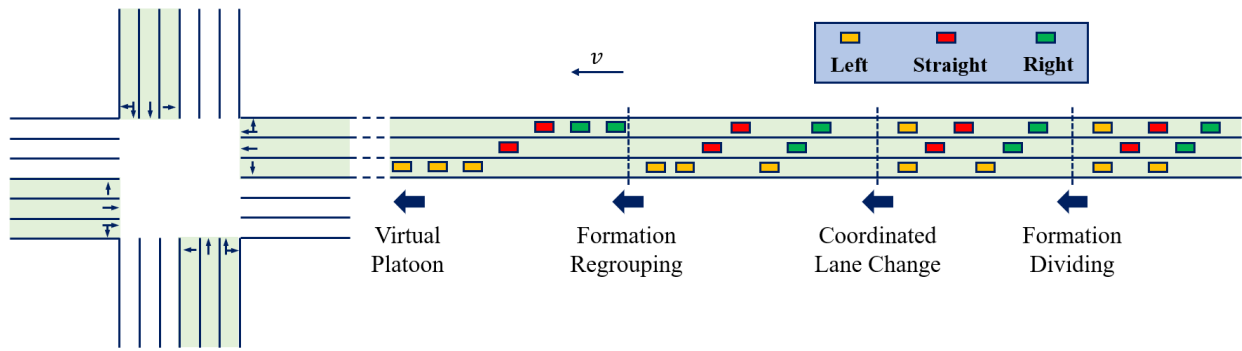 v
Left Straight Right
Virtual Platoon
Formation Regrouping
Coordinated Lane Change
Formation Dividing